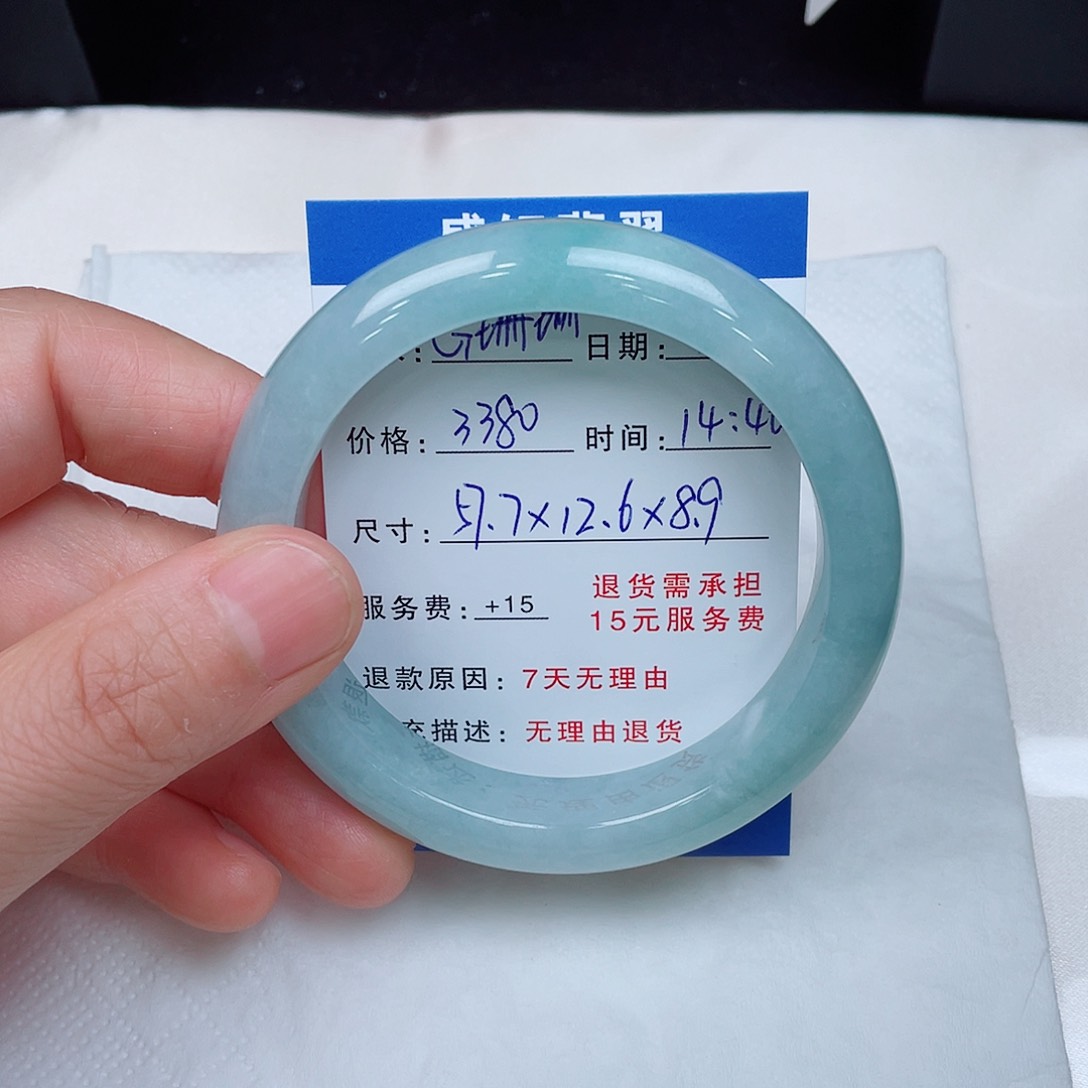 日期:
价格: 3380 时间: 14:40
尺寸: 57.7×12.6×8.9
服务费: +15 退货需承担
15元服务费
退款原因: 7天无理由
充描述: 无理由退货